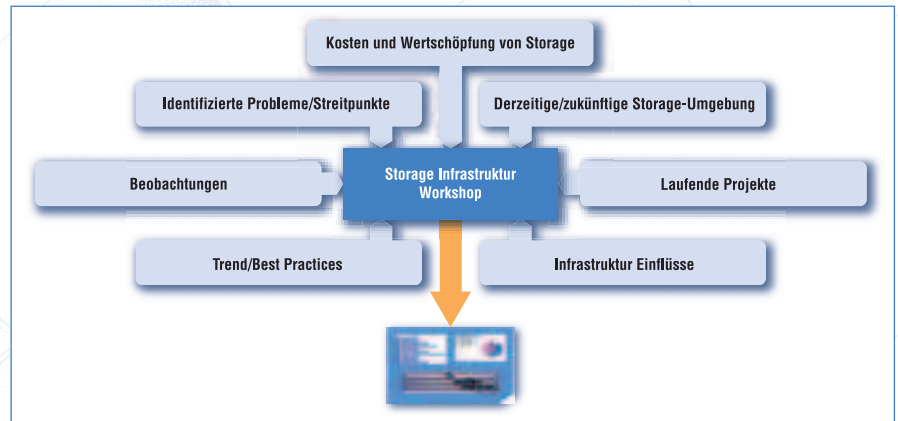 Kosten und Wertschöpfung von Storage
Identifizierte Probleme/Streitpunkte
Derzeitige/zukünftige Storage-Umgebung
Beobachtungen
Storage Infrastruktur
Workshop
Laufende Projekte
Trend/Best Practices
Infrastruktur Einflüsse